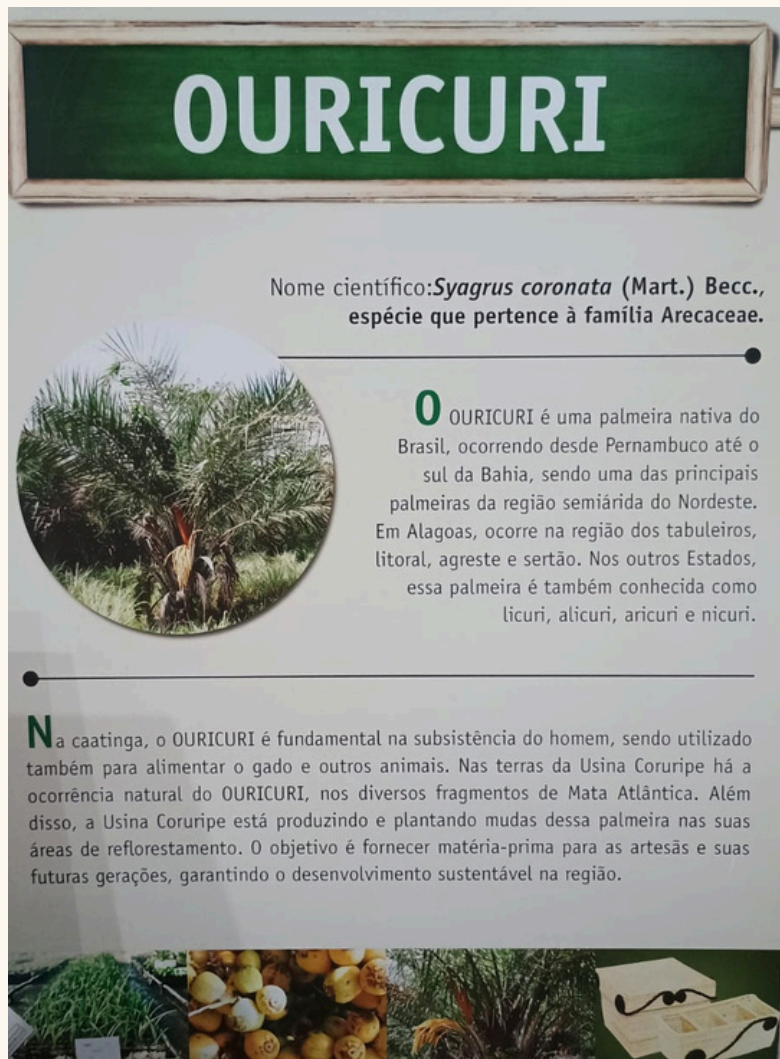 OURICURI
Nome científico:Syagrus coronata (Mart.) Becc.,
espécie que pertence à família Arecaceae.
O OURICURI é uma palmeira nativa do
Brasil, ocorrendo desde Pernambuco até o
sul da Bahia, sendo uma das principais
palmeiras da região semiárida do Nordeste.
Em Alagoas, ocorre na região dos tabuleiros,
litoral, agreste e sertão. Nos outros Estados,
essa palmeira é também conhecida como
licuri, alicuri, aricuri e nicuri.
Na caatinga, o OURICURI é fundamental na subsistência do homem, sendo utilizado
também para alimentar o gado e outros animais. Nas terras da Usina Coruripe há a
ocorrência natural do OURICURI, nos diversos fragmentos de Mata Atlântica. Além
disso, a Usina Coruripe está produzindo e plantando mudas dessa palmeira nas suas
áreas de reflorestamento. O objetivo é fornecer matéria-prima para as artesãs e suas
futuras gerações, garantindo o desenvolvimento sustentável na região.